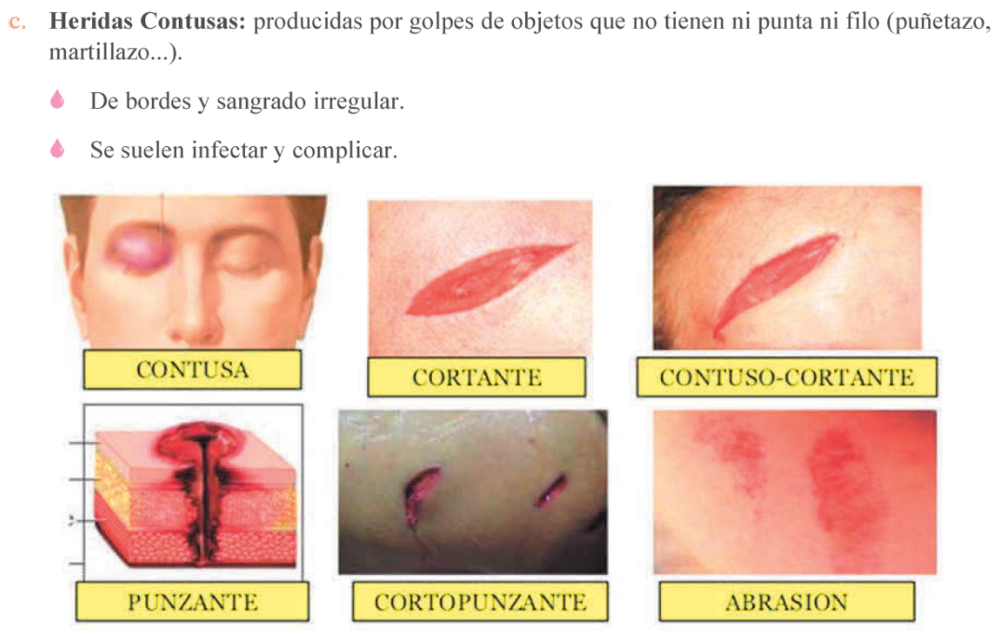 c. Heridas Contusas: producidas por golpes de objetos que no tienen ni punta ni filo (puñetazo,
martillazo...).
De bordes y sangrado irregular.
Se suelen infectar y complicar.
CONTUSA
CORTANTE
CONTUSO-CORTANTE
PUNZANTE
CORTOPUNZANTE
ABRASION